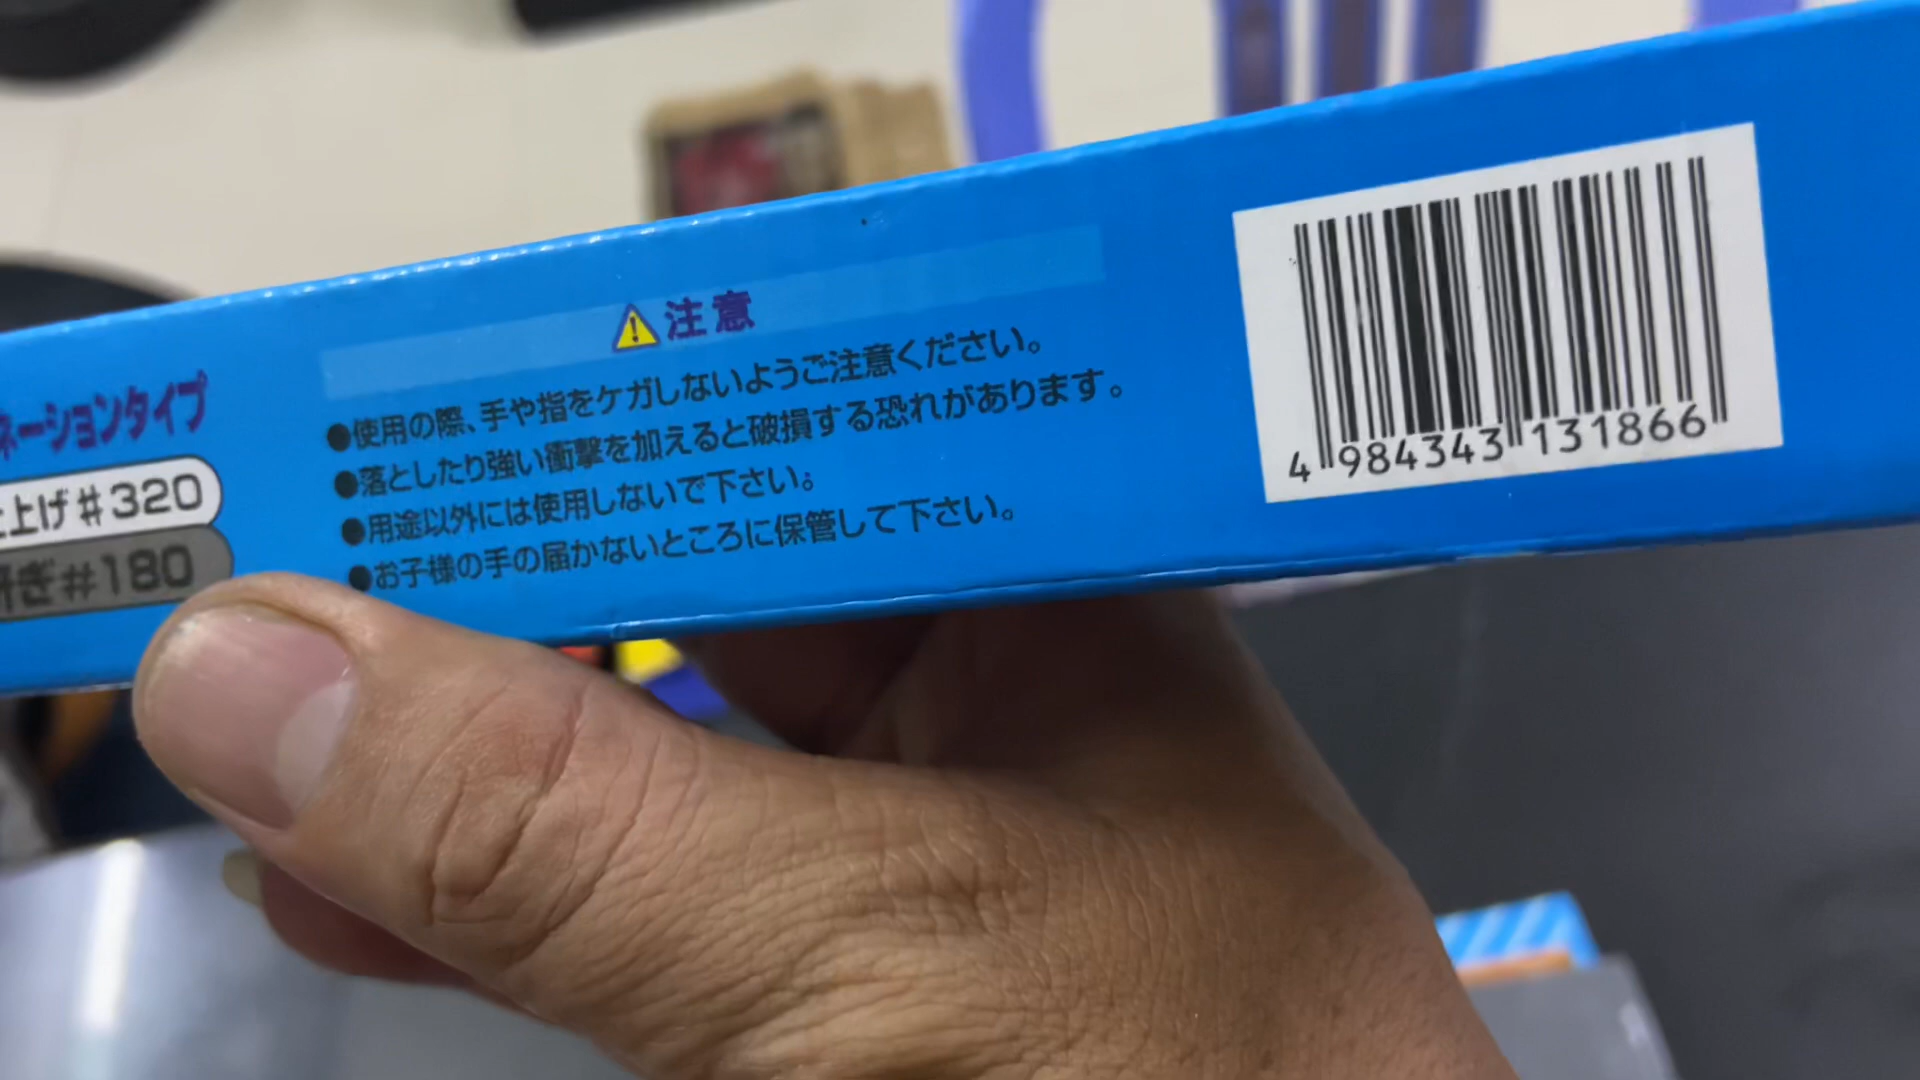 ネーションタイプ
上げ#320
研ぎ#180
注意
●使用の際、手や指をケガしないようご注意ください。
●落としたり強い衝撃を加えると破損する恐れがあります。
●用途以外には使用しないで下さい。
●お子様の手の届かないところに保管して下さい。
4 984343 131866